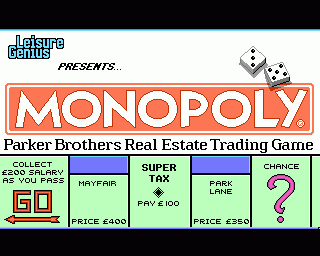 Leisure
Genius
PRESENTS...
MONOPOLY®
Parker Brothers Real Estate Trading Game
COLLECT
£200 SALARY
AS YOU PASS
GO
MAYFAIR
PRICE £400
SUPER
TAX
PAY £100
PARK
LANE
PRICE £350
CHANCE
?